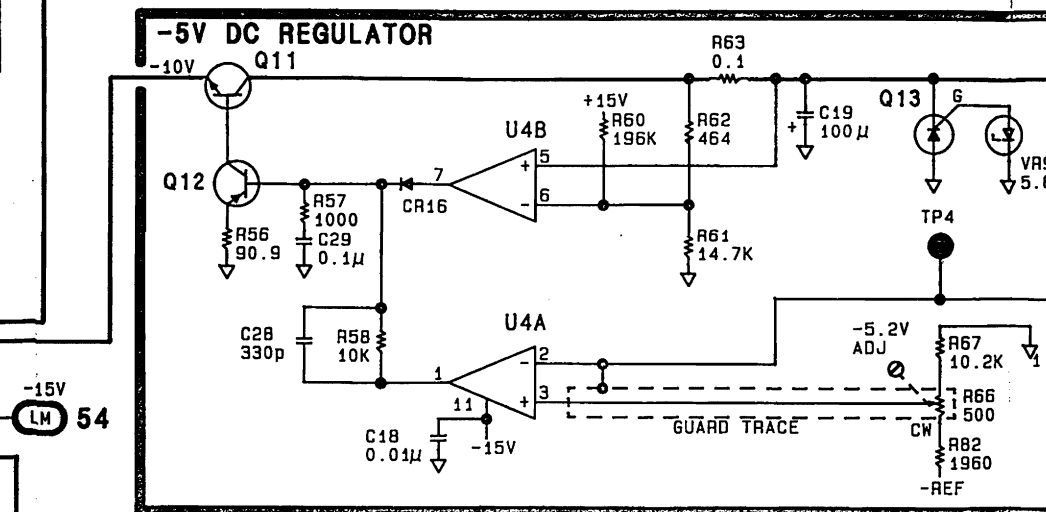 -5V DC REGULATOR
-10V
Q11
R63
0.1
+15V
R60
196K
R62
464
C19
100µ
+
Q13
G
U4B
5
+
7
6
-
Q12
CR16
R57
1000
C29
0.1µ
R56
90.9
R61
14.7K
TP4
C28
330p
R58
10K
U4A
2
-
1
3
+
11
-5.2V
ADJ
R67
10.2K
1
R66
500
GUARD TRACE
CW
R82
1960
-REF
C18
0.01µ
-15V
-15V
LM
54